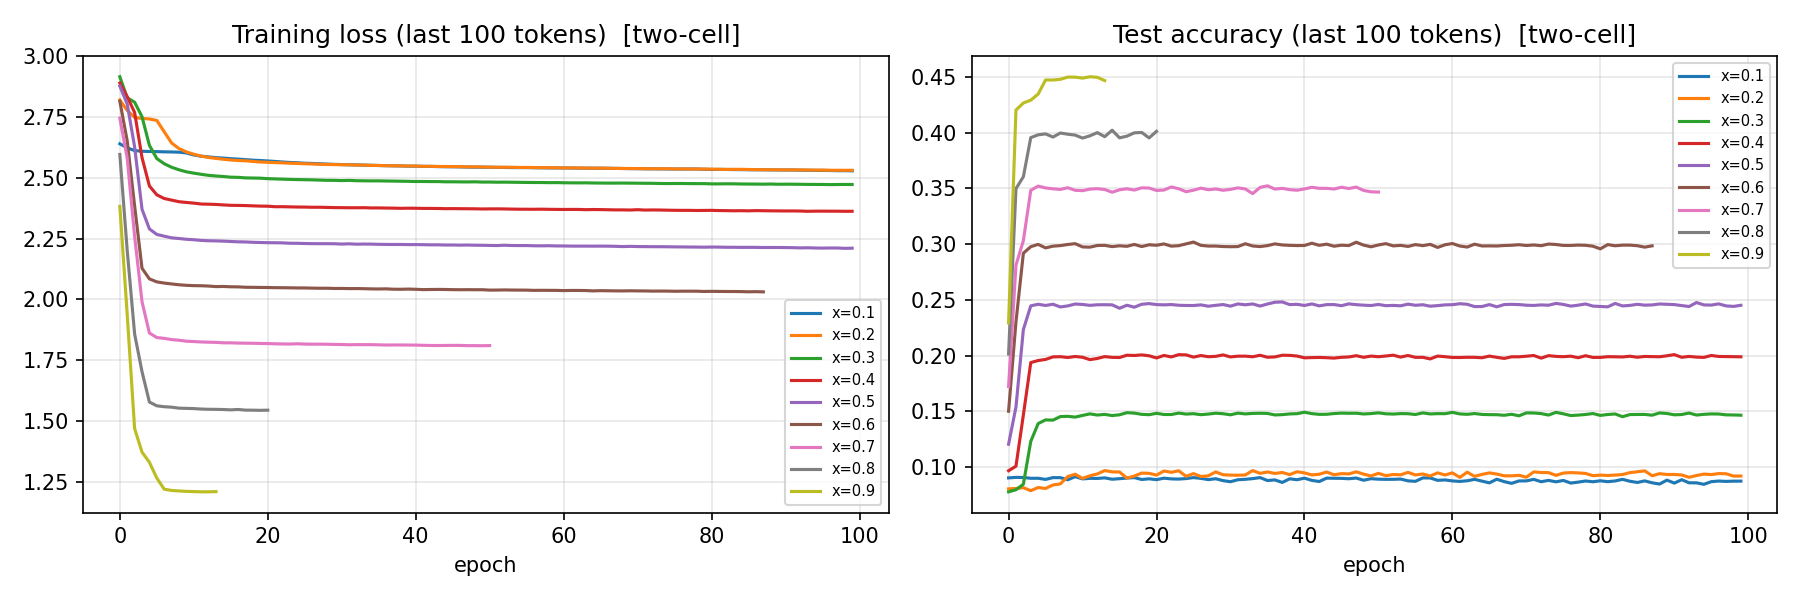 Training loss (last 100 tokens)  [two-cell]
3.00
2.75
2.50
2.25
2.00
1.75
1.50
1.25
x=0.1
x=0.2
x=0.3
x=0.4
x=0.5
x=0.6
x=0.7
x=0.8
x=0.9
0 20 40 60 80 100
epoch
Test accuracy (last 100 tokens)  [two-cell]
0.45
0.40
0.35
0.30
0.25
0.20
0.15
0.10
x=0.1
x=0.2
x=0.3
x=0.4
x=0.5
x=0.6
x=0.7
x=0.8
x=0.9
0 20 40 60 80 100
epoch